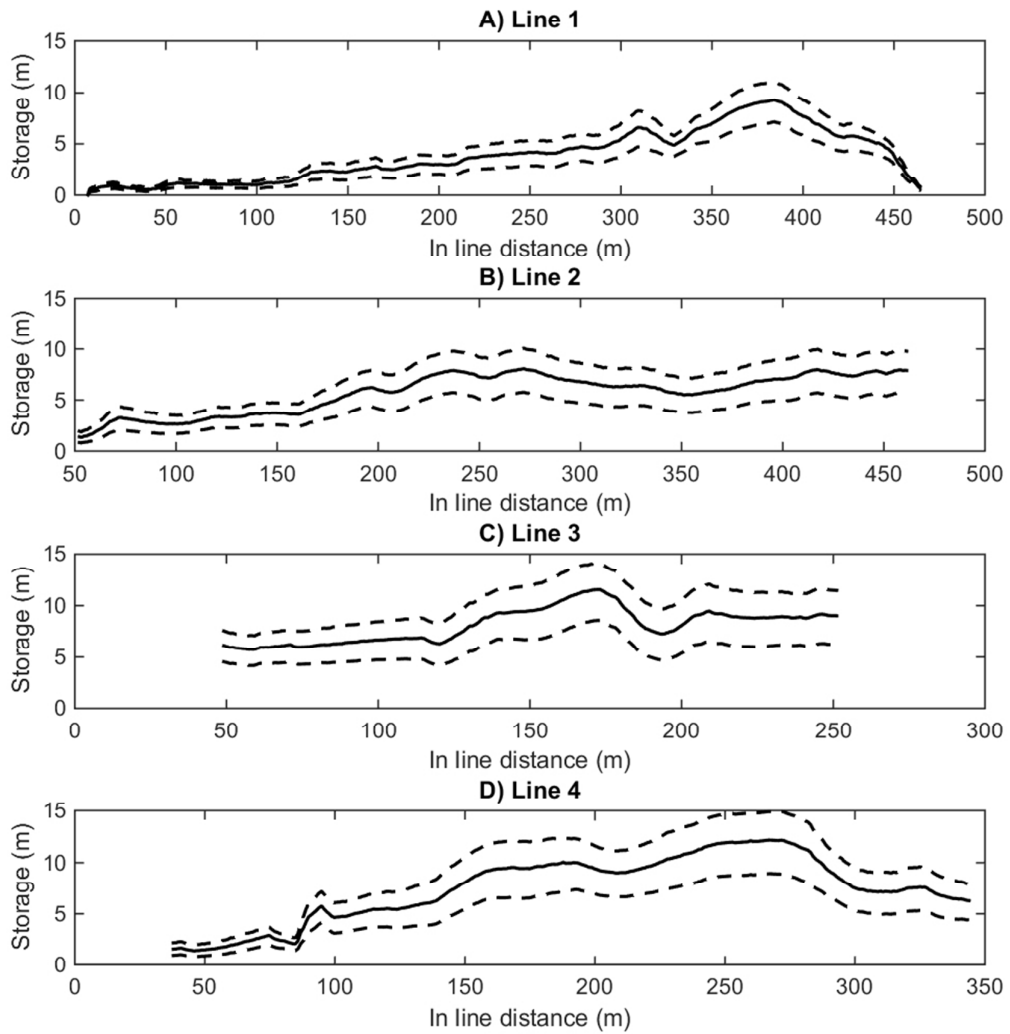 A) Line 1
Storage (m)
15
10
5
0
0 50 100 150 200 250 300 350 400 450 500
In line distance (m)
B) Line 2
Storage (m)
15
10
5
0
50 100 150 200 250 300 350 400 450 500
In line distance (m)
C) Line 3
Storage (m)
15
10
5
0
0 50 100 150 200 250 300
In line distance (m)
D) Line 4
Storage (m)
15
10
5
0
0 50 100 150 200 250 300 350
In line distance (m)